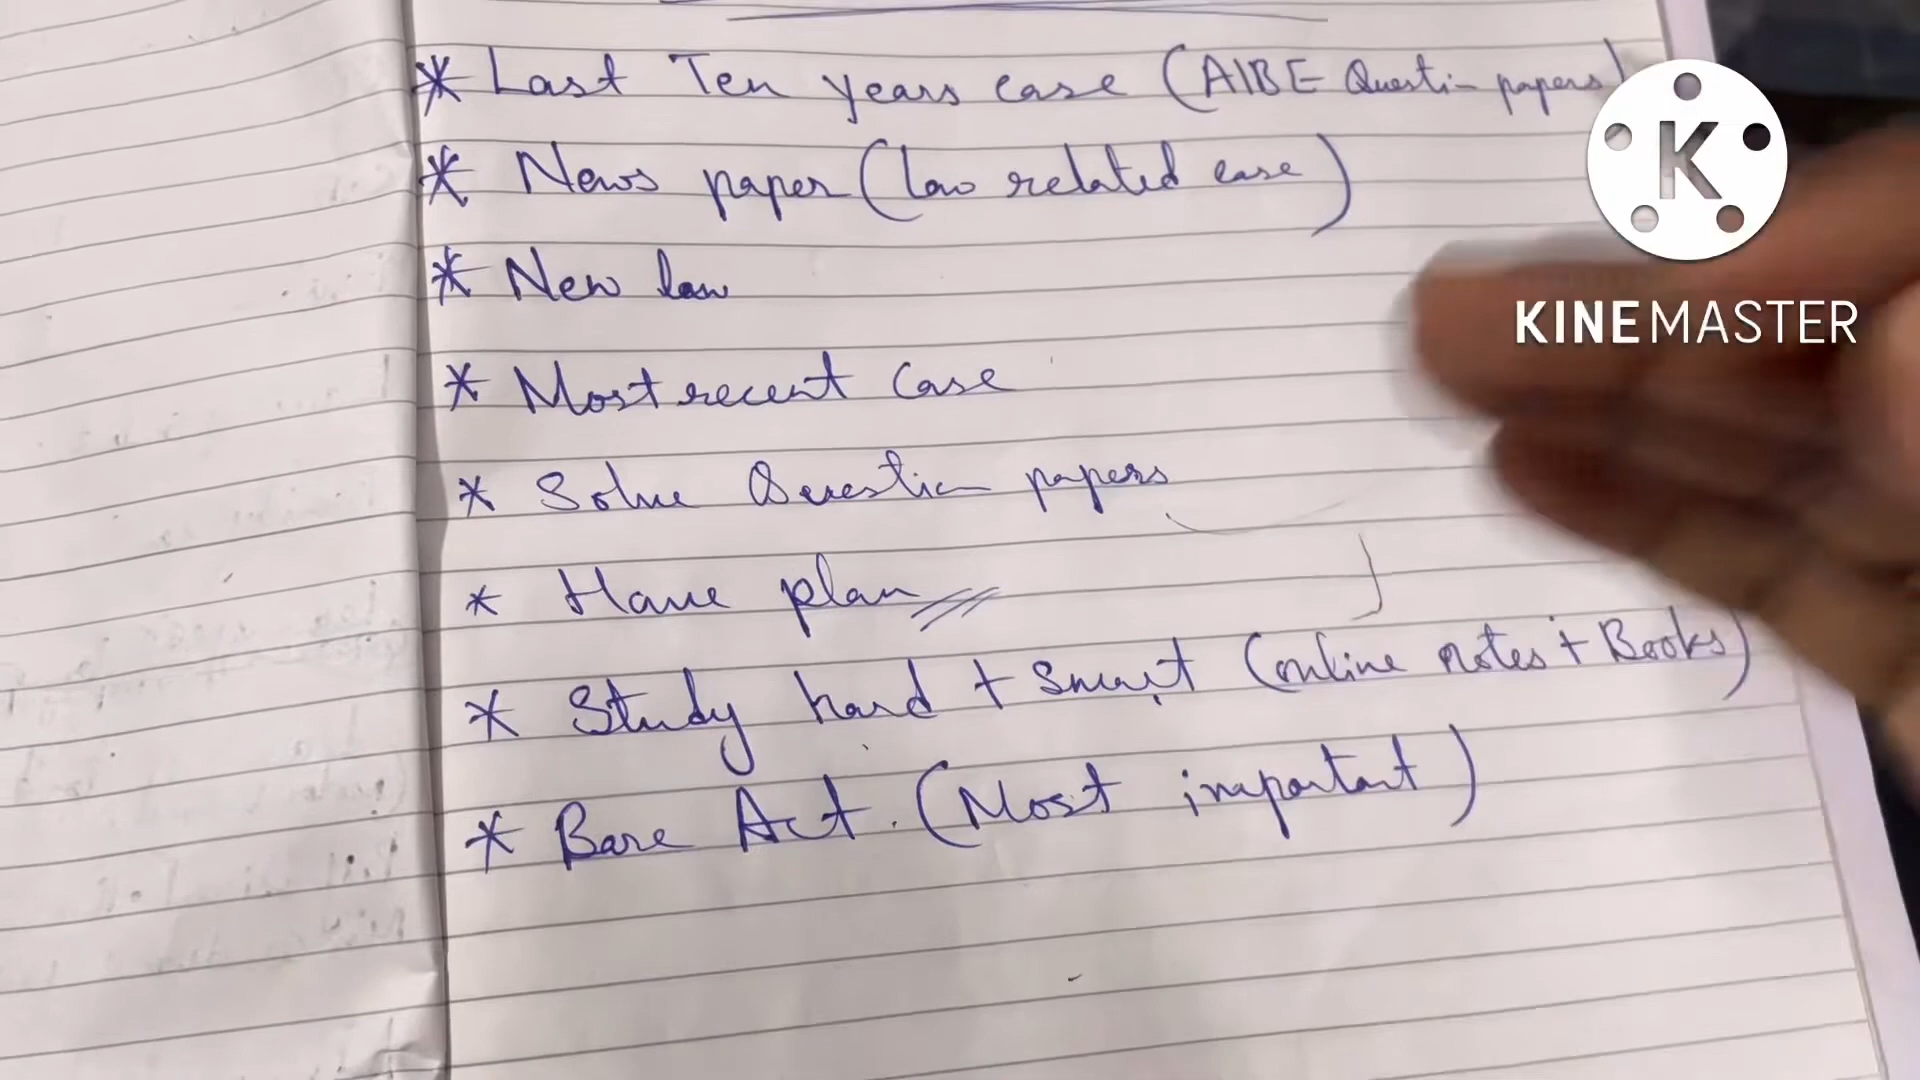 * Last Ten years case (AIBE Questin papers)
* News paper (law related case)
* New law
* Most recent Case
* Solve Question papers
* Have plan
* Study hard + Smart (online notes + Books)
* Bare Act. (Most important)
K
KINEMASTER